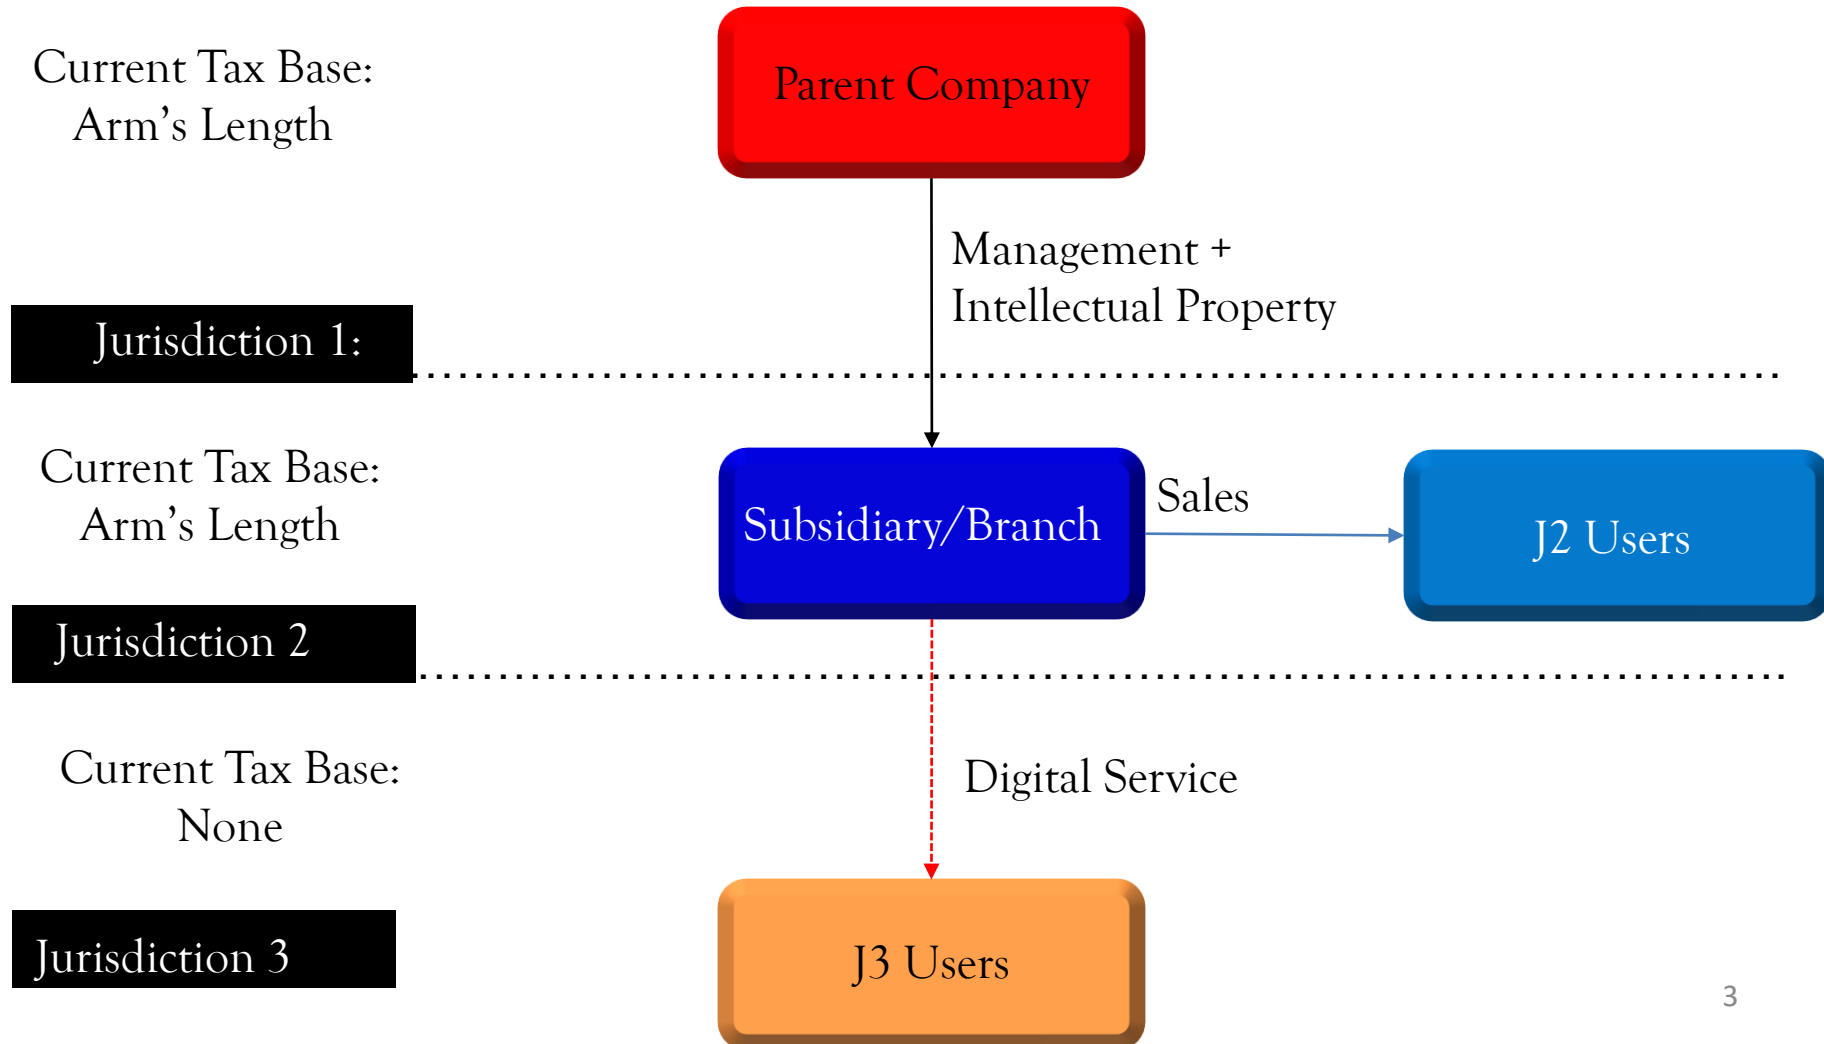 Current Tax Base:
Arm's Length
Parent Company
Management +
Intellectual Property
Jurisdiction 1:
Current Tax Base:
Arm's Length
Subsidiary/Branch
Sales
J2 Users
Jurisdiction 2
Current Tax Base:
None
Digital Service
Jurisdiction 3
J3 Users
3